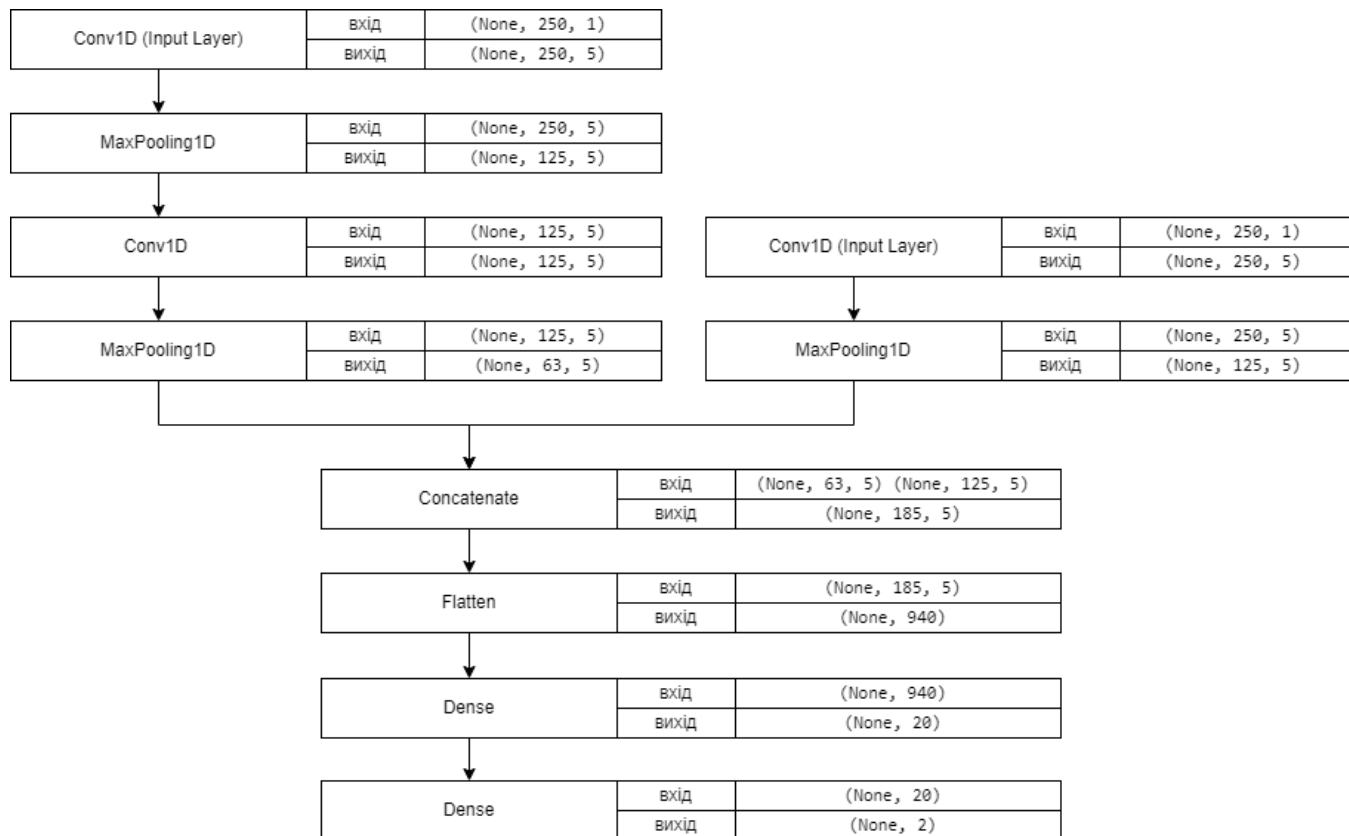 Conv1D (Input Layer)
вхід
(None, 250, 1)
вихід
(None, 250, 5)
MaxPooling1D
вхід
(None, 250, 5)
вихід
(None, 125, 5)
Conv1D
вхід
(None, 125, 5)
вихід
(None, 125, 5)
MaxPooling1D
вхід
(None, 125, 5)
вихід
(None, 63, 5)
Conv1D (Input Layer)
вхід
(None, 250, 1)
вихід
(None, 250, 5)
MaxPooling1D
вхід
(None, 250, 5)
вихід
(None, 125, 5)
Concatenate
вхід
(None, 63, 5) (None, 125, 5)
вихід
(None, 185, 5)
Flatten
вхід
(None, 185, 5)
вихід
(None, 940)
Dense
вхід
(None, 940)
вихід
(None, 20)
Dense
вхід
(None, 20)
вихід
(None, 2)